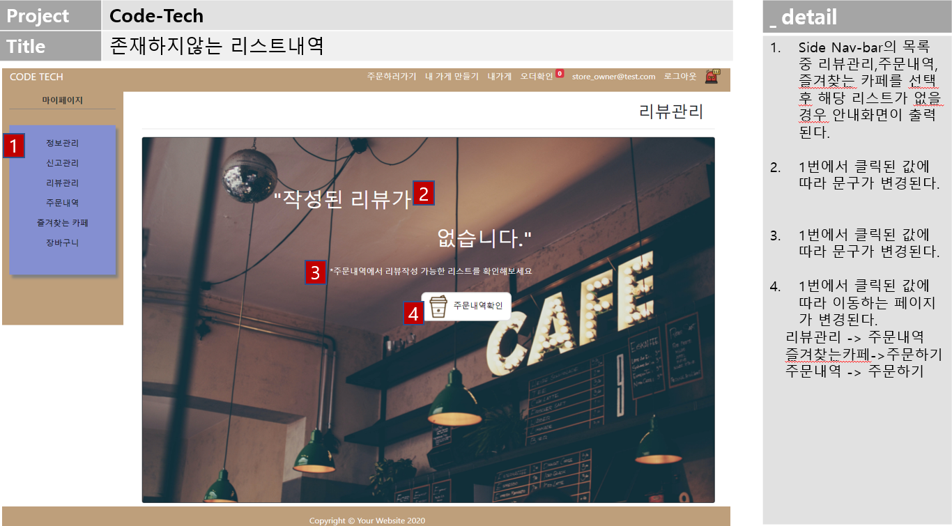 Project
Code-Tech
Title
존재하지않는 리스트내역
CODE TECH
주문하러가기 내 가게 만들기 내가게 오더확인 0 store_owner@test.com 로그아웃
마이페이지
1
정보관리
신고관리
리뷰관리
주문내역
즐겨찾는 카페
장바구니
리뷰관리
"작성된 리뷰가 2
없습니다."
3 *주문내역에서 리뷰작성 가능한 리스트를 확인해보세요
4 주문내역확인
CAFE
Copyright © Your Website 2020
_ detail
1. Side Nav-bar의 목록
중 리뷰관리,주문내역,
즐겨찾는 카페를 선택
후 해당 리스트가 없을
경우 안내화면이 출력
된다.
2. 1번에서 클릭된 값에
따라 문구가 변경된다.
3. 1번에서 클릭된 값에
따라 문구가 변경된다.
4. 1번에서 클릭된 값에
따라 이동하는 페이지
가 변경된다.
리뷰관리 -> 주문내역
즐겨찾는카페->주문하기
주문내역 -> 주문하기